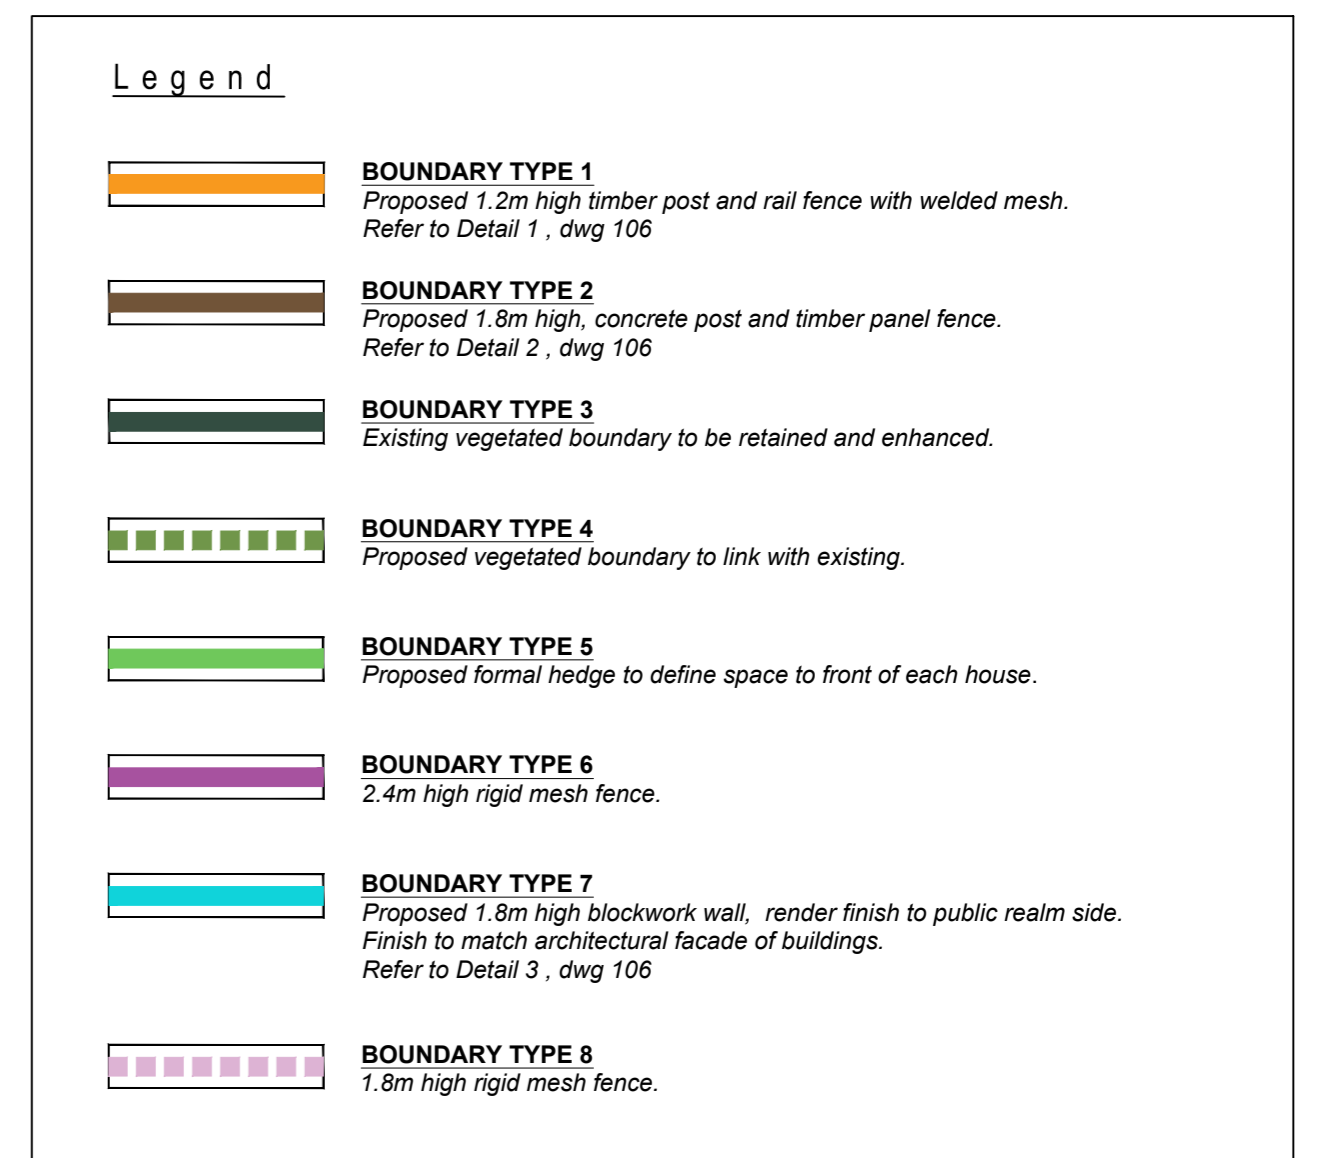 Legend
BOUNDARY TYPE 1
Proposed 1.2m high timber post and rail fence with welded mesh.
Refer to Detail 1 , dwg 106
BOUNDARY TYPE 2
Proposed 1.8m high, concrete post and timber panel fence.
Refer to Detail 2 , dwg 106
BOUNDARY TYPE 3
Existing vegetated boundary to be retained and enhanced.
BOUNDARY TYPE 4
Proposed vegetated boundary to link with existing.
BOUNDARY TYPE 5
Proposed formal hedge to define space to front of each house.
BOUNDARY TYPE 6
2.4m high rigid mesh fence.
BOUNDARY TYPE 7
Proposed 1.8m high blockwork wall, render finish to public realm side.
Finish to match architectural facade of buildings.
Refer to Detail 3 , dwg 106
BOUNDARY TYPE 8
1.8m high rigid mesh fence.